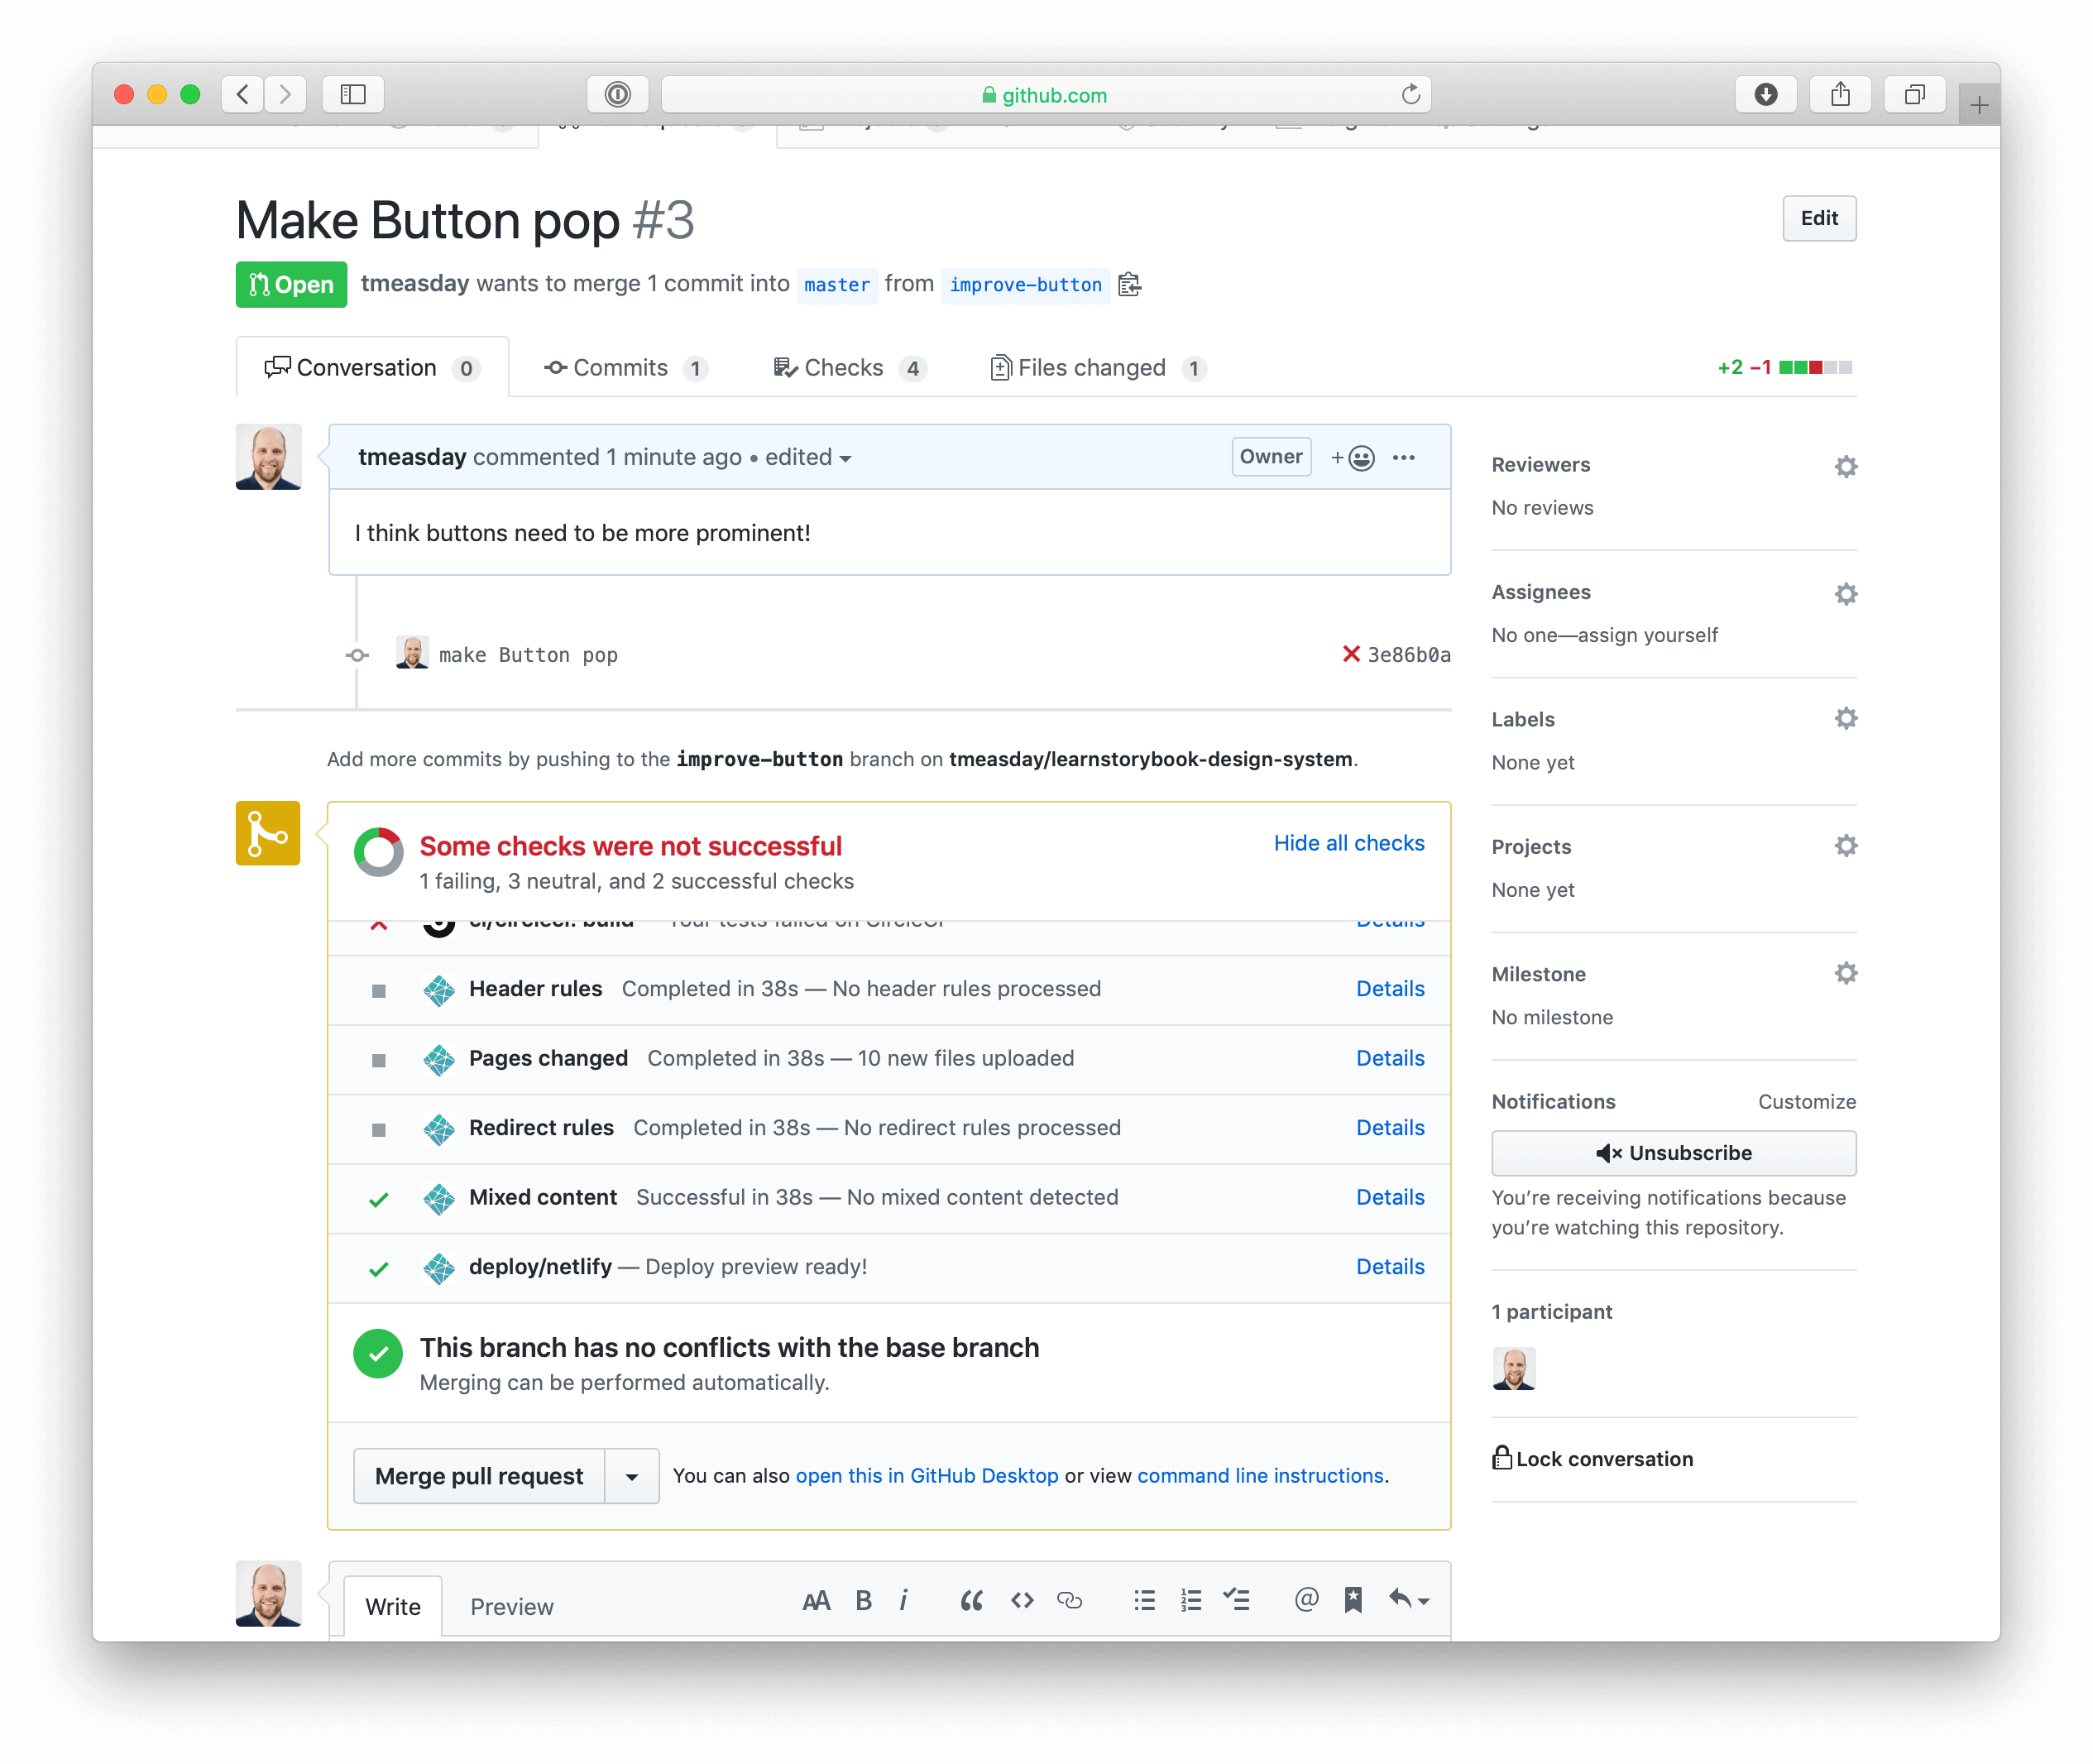 github.com
Make Button pop #3
Edit
Open
tmeasday wants to merge 1 commit into master from improve-button
Conversation 0
Commits 1
Checks 4
Files changed 1
+2 −1
tmeasday commented 1 minute ago • edited
Owner
I think buttons need to be more prominent!
make Button pop
3e86b0a
Add more commits by pushing to the improve-button branch on tmeasday/learnstorybook-design-system.
Some checks were not successful
Hide all checks
1 failing, 3 neutral, and 2 successful checks
ci/circleci: build — Your tests failed on CircleCI
Details
Header rules Completed in 38s — No header rules processed
Details
Pages changed Completed in 38s — 10 new files uploaded
Details
Redirect rules Completed in 38s — No redirect rules processed
Details
Mixed content Successful in 38s — No mixed content detected
Details
deploy/netlify — Deploy preview ready!
Details
This branch has no conflicts with the base branch
Merging can be performed automatically.
Merge pull request
You can also open this in GitHub Desktop or view command line instructions.
Write
Preview
Reviewers
No reviews
Assignees
No one—assign yourself
Labels
None yet
Projects
None yet
Milestone
No milestone
Notifications
Customize
Unsubscribe
You’re receiving notifications because
you’re watching this repository.
1 participant
Lock conversation